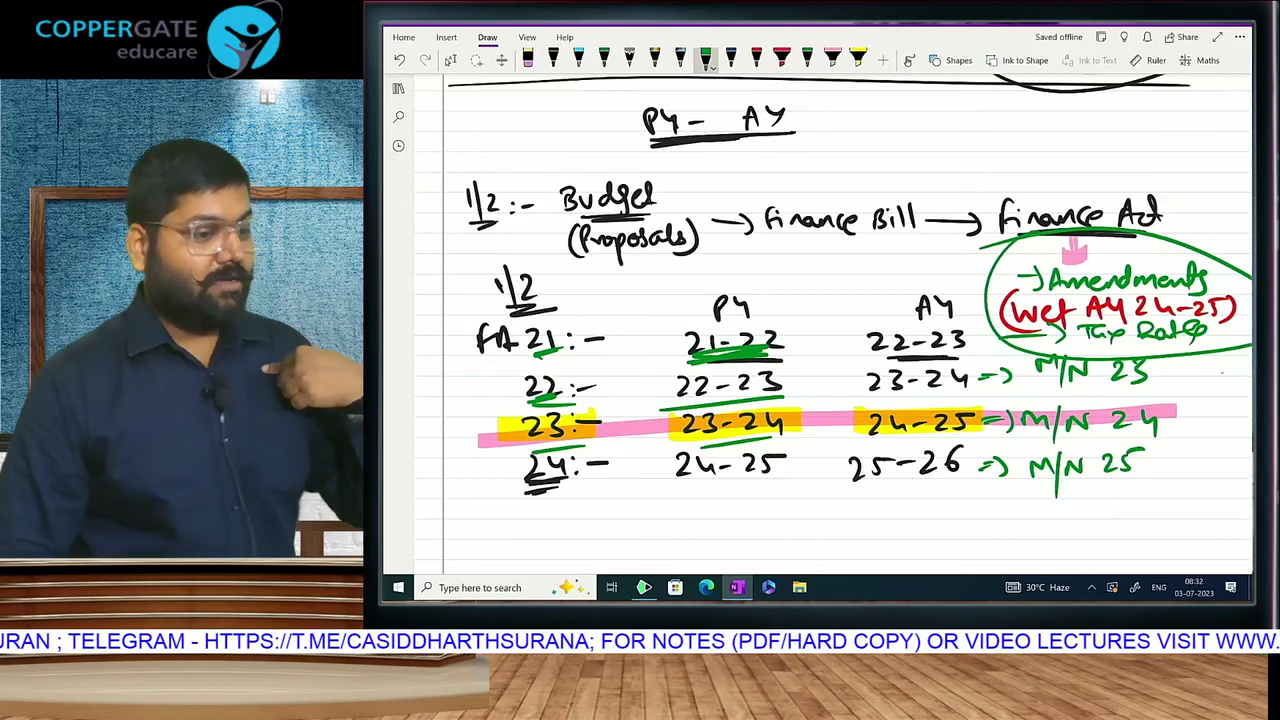 COPPERGATE
educare
Home Insert Draw View Help
Saved offline Share
Shapes Ink to Shape Ink to Text Ruler Maths
PY - AY
1/2 :- Budget → Finance Bill → Finance Act
(Proposals)
→ Amendments
(wef AY 24-25)
→ Tax Rates
1/2
PY AY
FA 21 :- 21-22 22-23
22 :- 22-23 23-24 => M/N 23
23 :- 23-24 24-25 => M/N 24
24 :- 24-25 25-26 => M/N 25
Type here to search
30°C Haze
ENG
08:32
03-07-2023
URAN ; TELEGRAM - HTTPS://T.ME/CASIDDHARTHSURANA; FOR NOTES (PDF/HARD COPY) OR VIDEO LECTURES VISIT WWW.